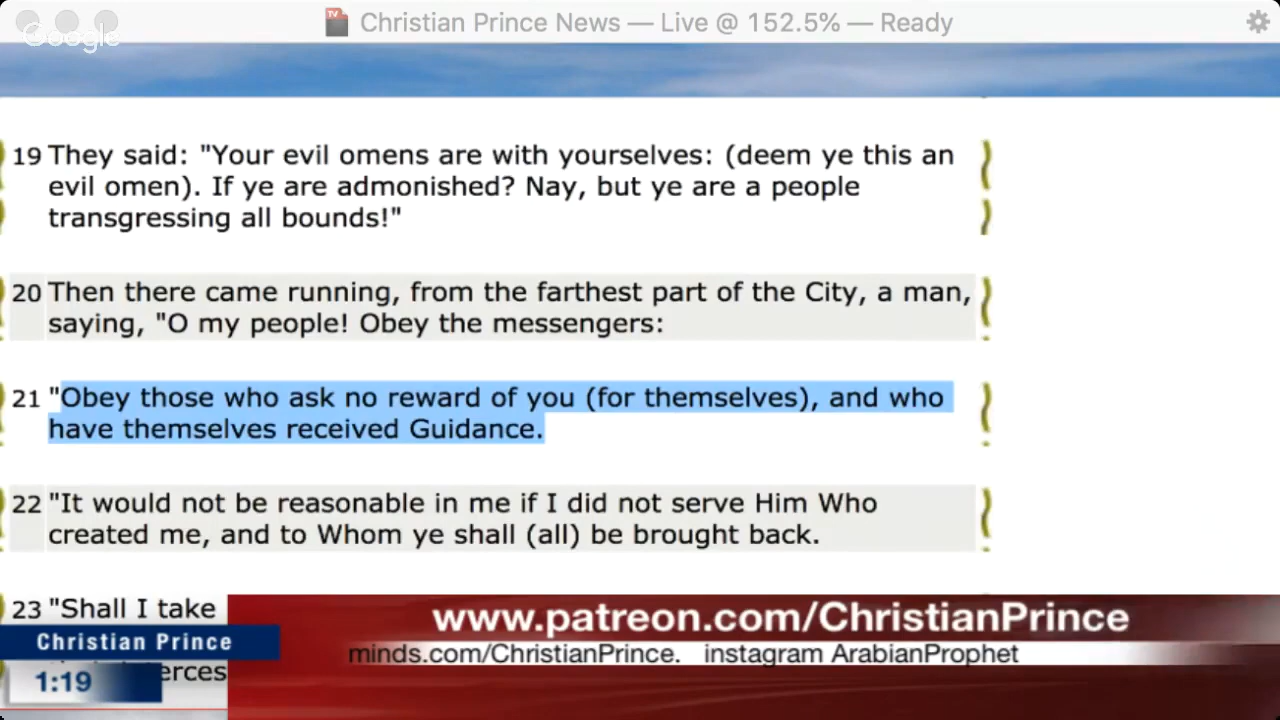 Christian Prince News — Live @ 152.5% — Ready
Google
TV
19 They said: "Your evil omens are with yourselves: (deem ye this an
evil omen). If ye are admonished? Nay, but ye are a people
transgressing all bounds!"
20 Then there came running, from the farthest part of the City, a man,
saying, "O my people! Obey the messengers:
21 "Obey those who ask no reward of you (for themselves), and who
have themselves received Guidance.
22 "It would not be reasonable in me if I did not serve Him Who
created me, and to Whom ye shall (all) be brought back.
23 "Shall I take
erces
www.patreon.com/ChristianPrince
Christian Prince
minds.com/ChristianPrince. instagram ArabianProphet
1:19